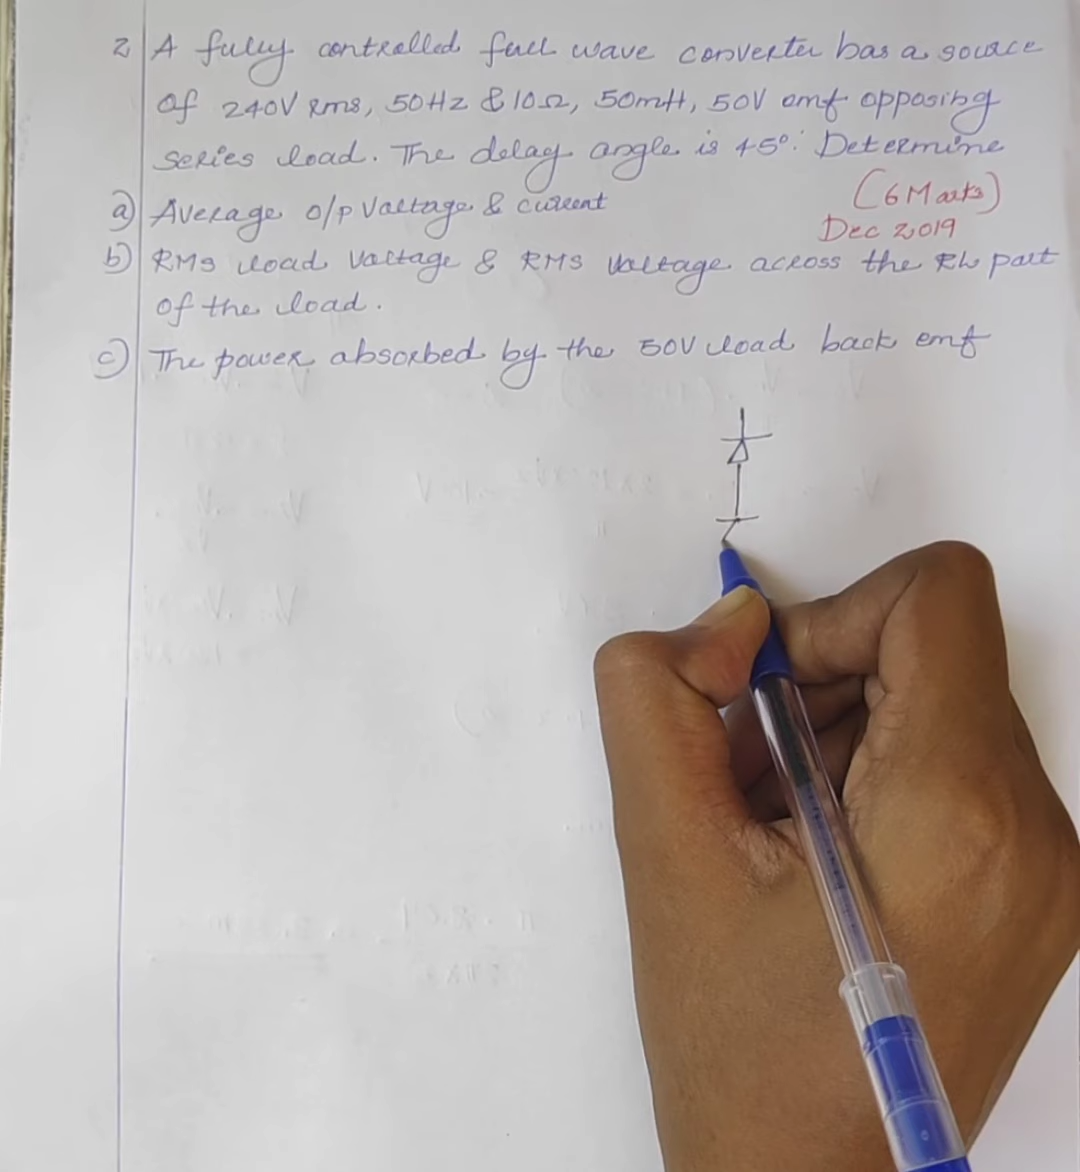 2 A fully controlled full wave converter has a source
of 240V rms, 50Hz & 10Ω, 50mH, 50V emf opposing
series load. The delay angle is 45°. Determine
(6 Marks)
a) Average o/p Voltage & current
Dec 2019
b) RMS load Voltage & RMS Voltage across the RL part
of the load.
c) The power absorbed by the 50V load back emf